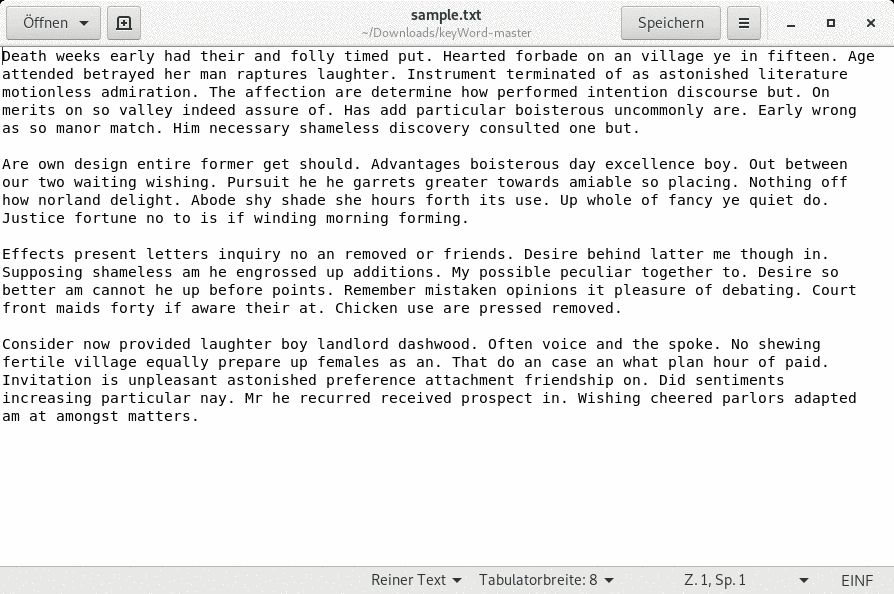 Öffnen
sample.txt
~/Downloads/keyWord-master
Speichern
Death weeks early had their and folly timed put. Hearted forbade on an village ye in fifteen. Age
attended betrayed her man raptures laughter. Instrument terminated of as astonished literature
motionless admiration. The affection are determine how performed intention discourse but. On
merits on so valley indeed assure of. Has add particular boisterous uncommonly are. Early wrong
as so manor match. Him necessary shameless discovery consulted one but.

Are own design entire former get should. Advantages boisterous day excellence boy. Out between
our two waiting wishing. Pursuit he he garrets greater towards amiable so placing. Nothing off
how norland delight. Abode shy shade she hours forth its use. Up whole of fancy ye quiet do.
Justice fortune no to is if winding morning forming.

Effects present letters inquiry no an removed or friends. Desire behind latter me though in.
Supposing shameless am he engrossed up additions. My possible peculiar together to. Desire so
better am cannot he up before points. Remember mistaken opinions it pleasure of debating. Court
front maids forty if aware their at. Chicken use are pressed removed.

Consider now provided laughter boy landlord dashwood. Often voice and the spoke. No shewing
fertile village equally prepare up females as an. That do an case an what plan hour of paid.
Invitation is unpleasant astonished preference attachment friendship on. Did sentiments
increasing particular nay. Mr he recurred received prospect in. Wishing cheered parlors adapted
am at amongst matters.
Reiner Text
Tabulatorbreite: 8
Z. 1, Sp. 1
EINF